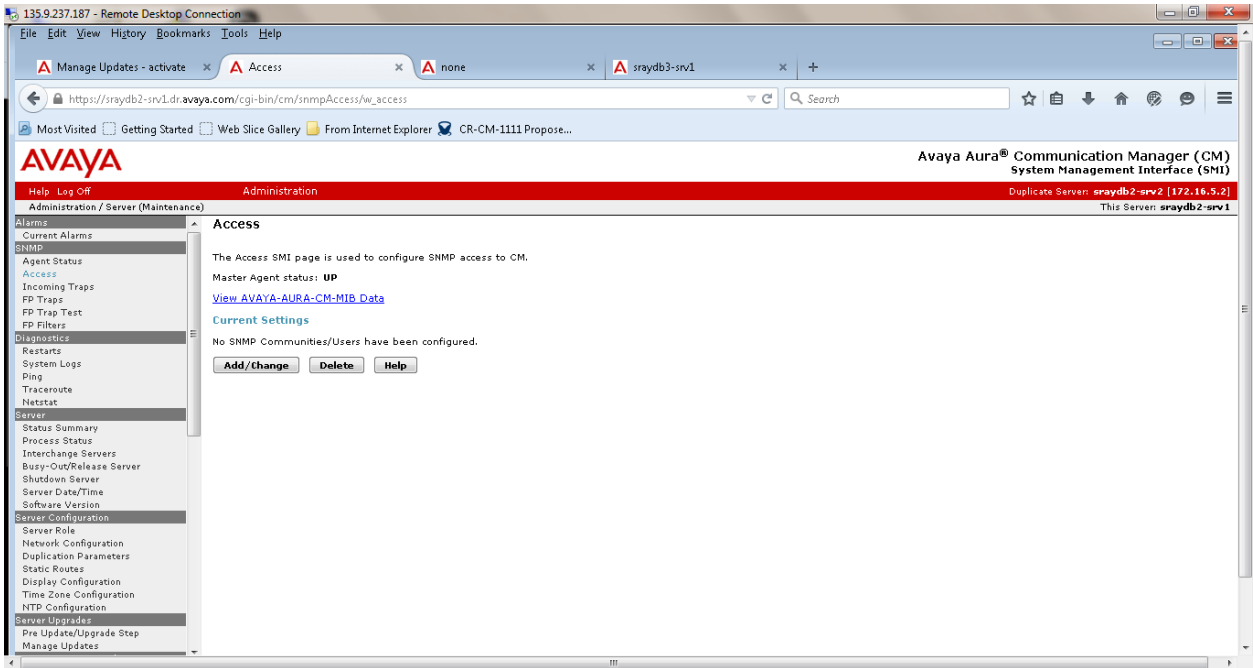 135.9.237.187 - Remote Desktop Connection
File Edit View History Bookmarks Tools Help
Manage Updates - activate × Access × none × sraydb3-srv1 × +
https://sraydb2-srv1.dr.avaya.com/cgi-bin/cm/snmpAccess/w_access Search
Most Visited Getting Started Web Slice Gallery From Internet Explorer CR-CM-1111 Propose...
AVAYA
Avaya Aura® Communication Manager (CM)
System Management Interface (SMI)
Help Log Off Administration Duplicate Server: sraydb2-srv2 [172.16.5.2]
Administration / Server (Maintenance) This Server: sraydb2-srv1
Alarms
Current Alarms
SNMP
Agent Status
Access
Incoming Traps
FP Traps
FP Trap Test
FP Filters
Diagnostics
Restarts
System Logs
Ping
Traceroute
Netstat
Server
Status Summary
Process Status
Interchange Servers
Busy-Out/Release Server
Shutdown Server
Server Date/Time
Software Version
Server Configuration
Server Role
Network Configuration
Duplication Parameters
Static Routes
Display Configuration
Time Zone Configuration
NTP Configuration
Server Upgrades
Pre Update/Upgrade Step
Manage Updates
Access
The Access SMI page is used to configure SNMP access to CM.
Master Agent status: UP
View AVAYA-AURA-CM-MIB Data
Current Settings
No SNMP Communities/Users have been configured.
Add/Change Delete Help